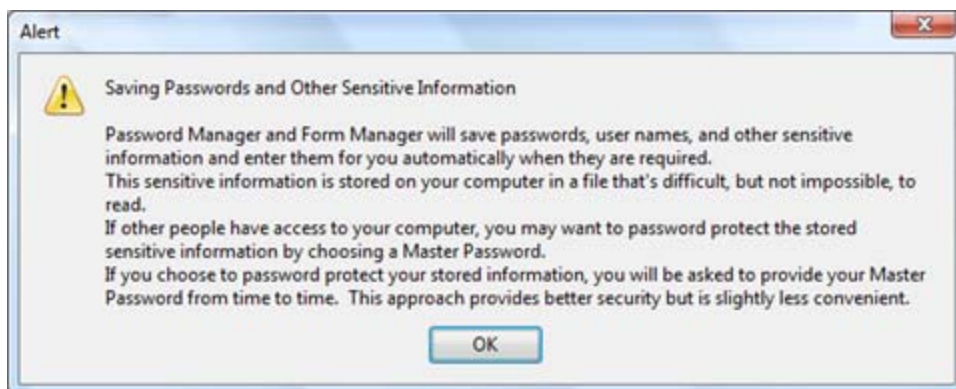 Alert
Saving Passwords and Other Sensitive Information
Password Manager and Form Manager will save passwords, user names, and other sensitive
information and enter them for you automatically when they are required.
This sensitive information is stored on your computer in a file that's difficult, but not impossible, to
read.
If other people have access to your computer, you may want to password protect the stored
sensitive information by choosing a Master Password.
If you choose to password protect your stored information, you will be asked to provide your Master
Password from time to time.  This approach provides better security but is slightly less convenient.
OK